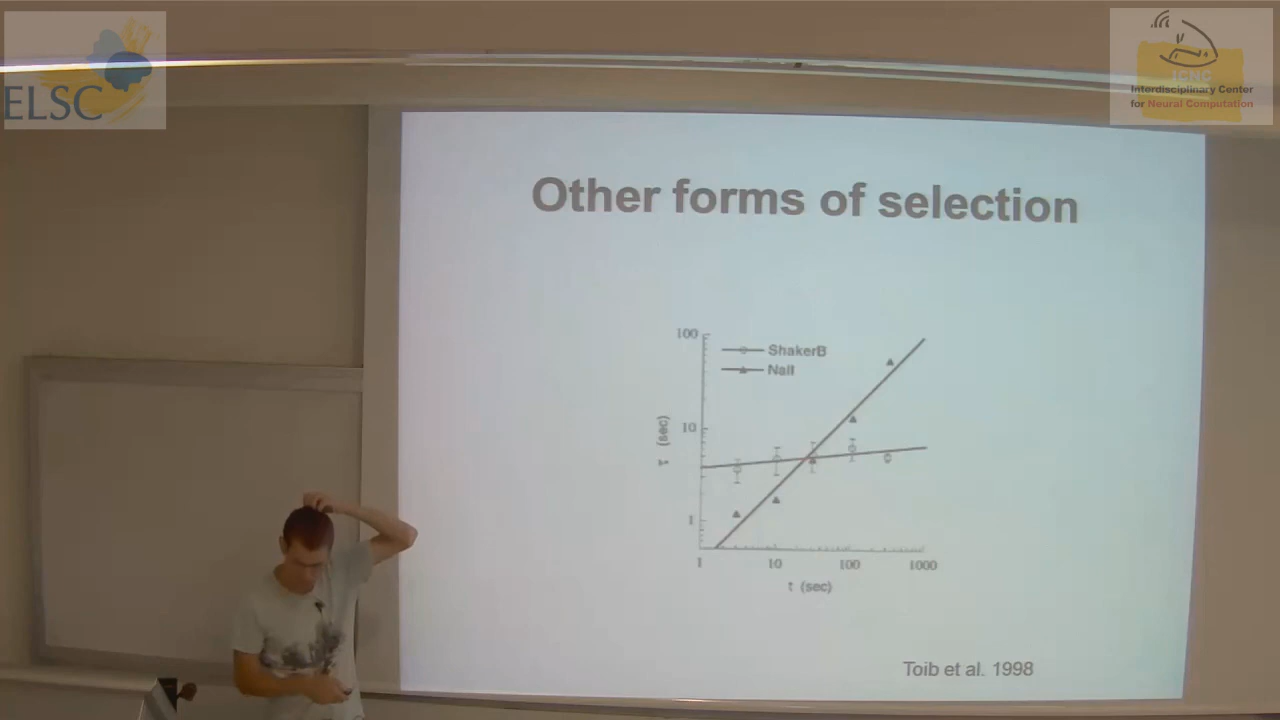 ELSC
ICNC
Interdisciplinary Center
for Neural Computation
Other forms of selection
100
ShakerB
NaII
τ (sec)
10
1
1
10
100
1000
t (sec)
Toib et al. 1998